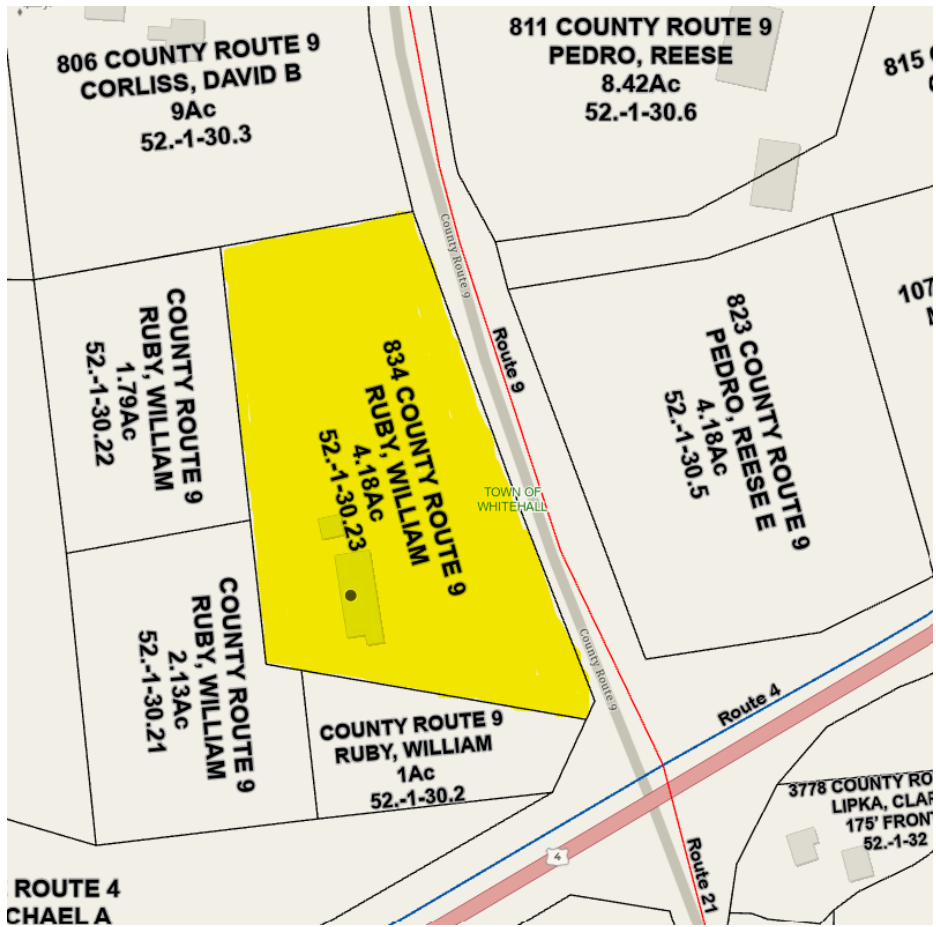 806 COUNTY ROUTE 9
CORLISS, DAVID B
9Ac
52.-1-30.3
811 COUNTY ROUTE 9
PEDRO, REESE
8.42Ac
52.-1-30.6
815
County Route 9
Route 9
COUNTY ROUTE 9
RUBY, WILLIAM
1.79Ac
52.-1-30.22
834 COUNTY ROUTE 9
RUBY, WILLIAM
4.18Ac
52.-1-30.23
823 COUNTY ROUTE 9
PEDRO, REESE E
4.18Ac
52.-1-30.5
107
TOWN OF
WHITEHALL
COUNTY ROUTE 9
RUBY, WILLIAM
2.13Ac
52.-1-30.21
County Route 9
COUNTY ROUTE 9
RUBY, WILLIAM
1Ac
52.-1-30.2
Route 4
3778 COUNTY RO
LIPKA, CLAR
175' FRONT
52.-1-32
4
Route 21
ROUTE 4
CHAEL A